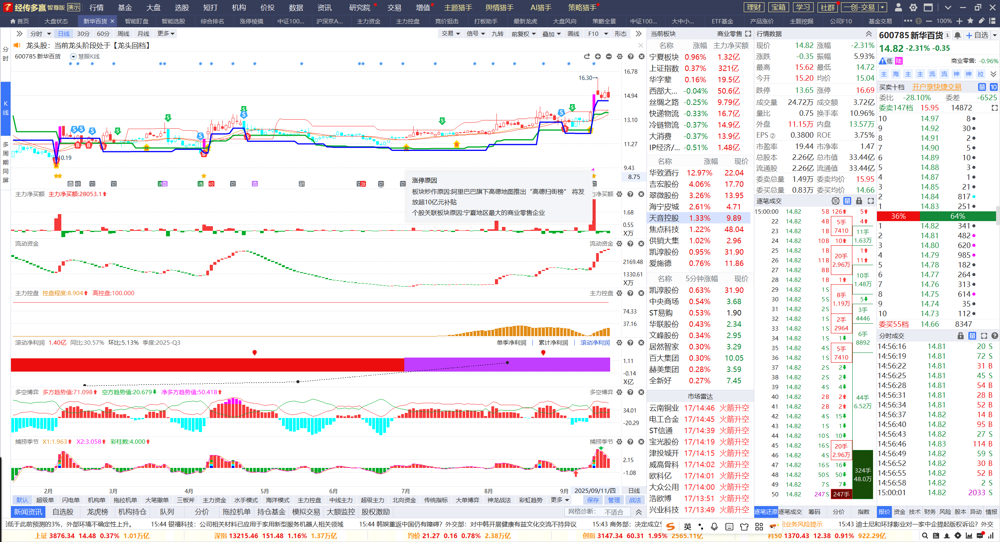 经传多赢 智尊版 演示 行情 基金 大盘 选股 短打 机构 价投 数据 资讯 研究院 交易 增值 主题猎手 舆情猎手 AI猎手 策略猎手 理财 宝箱 学习 社群 一创-交易
首页 大盘状态 新华百货 智能盯盘 智能选股 综合排名 涨停棱镜 中证100... 沪深京A... 主力资金 主力控盘 竞价狙击 打板助手 最新龙虎 大盘风向 策略全景 中证100... 大中小... ETF基金 产品涨价 主题挖掘 公司F10 基金交易 100%
分时 日线 30分 60分 周线 月线 更多 交易 信号 九转 前复权 叠加 画线 F10 形态
龙头股：当前龙头阶段处于【龙头回档】
600785 新华百货 慧眼K线
分时
K线
多周期同屏
16.78
16.30
14.94
13.10
11.27
10.19
9.43
8.75
涨停原因
板块炒作原因:阿里巴巴旗下高德地图推出“高德扫街榜” 将发
放超10亿元补贴
个股关联板块原因:宁夏地区最大的商业零售企业
主力净买额 主力净买额:28053.1
1.68
0.55
X万
流动资金 流动资金
2169.48
1330.61
X万
主力控盘 控盘程度:8.904 高控盘:100.000 主力控盘
74.33
37.16
滚动净利润 1.40亿 同比:30.57% 环比:5.13% 季度:2025-Q3 单季净利润 累计净利润 滚动净利润
1.11
-0.14
X亿
多空博弈 多方趋势值:71.098 空方趋势值:20.679 净多方趋势值:50.418 多空博弈
34.01
-20.29
捕捞季节 X1:1.963 X2:3.058 彩柱数:4.000 捕捞季节
2.15
-1.08
2月 3月 4月 5月 6月 7月 8月 9月 2025/09/11/四 日线
默认 超级单 闪电单 机构单 拖拉机单 大笔撤单 三板斧 主力资金 水手模式 海洋模式 主力控盘 中线主力 超级主力 北向资金 传统指标 大单博弈 神龙战法 彩虹趋势 更多 保存 管理 战法
新闻资讯 自选股 龙虎榜 机构持仓 队列 分价 拖拉机单 持仓基金 模拟交易 大额监控 股权激励 网格诊断: 不适合
当前板块 商业零售
名称 涨幅 主力净买额
宁夏板块 0.96% 1.32亿
上证指数 0.37% 321亿
华字辈 0.16% 19.5亿
西部大... -0.04% 50.6亿
丝绸之路 -0.25% 9.79亿
快递物流 -0.33% 16.7亿
冷链物流 -0.37% 14.9亿
大消费 -0.37% 13.9亿
IP经济/... -0.51% 1.48亿
名称 涨幅 现价
华致酒行 12.97% 22.04
吉宏股份 4.06% 17.70
翠微股份 3.26% 13.95
海宁皮城 2.61% 4.71
天音控股 1.33% 9.89
焦点科技 1.22% 48.04
供销大集 1.02% 2.96
凯淳股份 0.95% 31.90
爱施德 0.76% 11.86
名称 5分钟涨幅 现价
凯淳股份 0.63% 31.90
中央商场 0.54% 3.68
ST易购 0.53% 1.90
华联股份 0.43% 2.34
文峰股份 0.34% 2.95
居然智家 0.30% 3.29
百大集团 0.30% 10.05
赫美集团 0.28% 3.59
全新好 0.27% 7.45
市场雷达
云南铜业 17/14:46 火箭升空
电工合金 17/14:45 火箭升空
ST信通 17/14:39 火箭升空
宝光股份 17/14:19 火箭升空
津投城开 17/14:15 火箭升空
威高骨科 17/14:02 火箭升空
欧科亿 17/14:01 火箭升空
大众公用 17/14:00 火箭升空
浩欧博 17/13:51 火箭升空
兴业科技 17/13:49 火箭升空
行情数据
现价 14.82 涨幅 -2.31%
涨跌 -0.35 振幅 5.93%
最高 15.62 最低 14.72
今开 15.20 均价 15.04
跌停 13.65 涨停 16.69
成交量 24.72万 成交额 3.72亿
量比 0.75 换手率 10.96%
外盘 11.15万 内盘 13.57万
EPS② 0.3800 ROE 3.75%
市盈率 19.44 市净率 1.47
总股本 2.26亿 总市值 33.44亿
流通股 2.26亿 流通值 33.44亿
委卖总量 1.49万 委卖均价 15.95
委买总量 0.83万 委买均价 14.66
逐笔成交
15:00:00 14.82 5 B 126 5
22 14.82 4 B 4
23 14.82 1 B
24 14.82 10 B 10
25 14.82 1 B 1
26 14.82 11 B 11
27 14.82 8 B
28 14.82 1 B 1
29 14.82 1 S
30 14.82 5 S 5
31 14.82 2 S
32 14.82 1 S
33 14.82 1 S
34 14.82 1 S 1
35 14.82 4 S
36 14.82 1 S
37 14.82 2 S 2
38 14.82 2 S 2
39 14.82 4 S 4
40 14.82 2 B 2
41 14.82 2 B 2
42 14.82 4 S 15
43 14.82 1 S 1
44 14.82 10 S 10
45 14.82 16 S
46 14.82 4 S
47 14.82 16 S 16
48 14.82 50 S 50
49 14.82 7 S 7
50 14.82 247 S 247手
5手 7410
20手 2.96万
8手 1.19万
2手 2964
5手 7410
20手 2.96万
11手 1.63万
10手 1.48万
3手 4446
6手 8892
44手 6.52万
324手 48.0万
逐笔还原 逐笔成交 筹码 分价 指数
600785 新华百货 自选
14.82 -2.31% -0.35
低 陆 商业零售: -0.96%
主 海 主 主 流 流 神 神 拉
买卖十档 开户享快捷交易 量 10
委比 -28.10% 委差 -6525
委卖147档 15.95 14872
10 14.97 8
9 14.92 30
8 14.91 2
7 14.90 5
6 14.89 10
5 14.88 3
4 14.87 1
3 14.85 21
2 14.84 817
1 14.83 251
36% 64%
1 14.82 341
2 14.81 482
3 14.80 620
4 14.79 985
5 14.78 182
6 14.77 264
7 14.76 313
8 14.75 614
9 14.74 35
10 14.73 112
委买55档 14.66 8347
分时成交 量
14:56:16 14.81 20 S
14:56:19 14.81 72 S
14:56:22 14.81 31 B
14:56:25 14.81 45 S
14:56:28 14.81 54 B
14:56:31 14.81 28 B
14:56:34 14.81 52 B
14:56:37 14.82 14 B
14:56:40 14.82 95 B
14:56:43 14.82 27 S
14:56:46 14.83 114 B
14:56:49 14.82 59 S
14:56:52 14.82 30 B
14:56:55 14.82 52 B
14:56:58 14.82 2 S
15:00:01 14.82 2033 S
报价 资金 技术 财务 风险 股本 异动 情报
低于此前预测的3%，外部环境不确定性上升。 15:44 银禧科技：公司相关材料已应用于家用新型服务机器人相关领域 15:44 韩娱重返中国仍有障碍？外交部：对中韩开展健康有益文化交流不持异议 15:43 商务部：决定成立 英 业务风险提示 15:43 迪士尼和环球影业对一家中企提起版权诉讼？外交
上证 3876.34 14.48 0.37% 1.01万亿 深指 13215.46 151.48 1.16% 1.37万亿 均价 21.27 0.16 0.78% 2.38万亿 创指 3147.34 60.31 1.95% 2565.11亿 科50 1370.43 12.38 0.91% 922.29亿